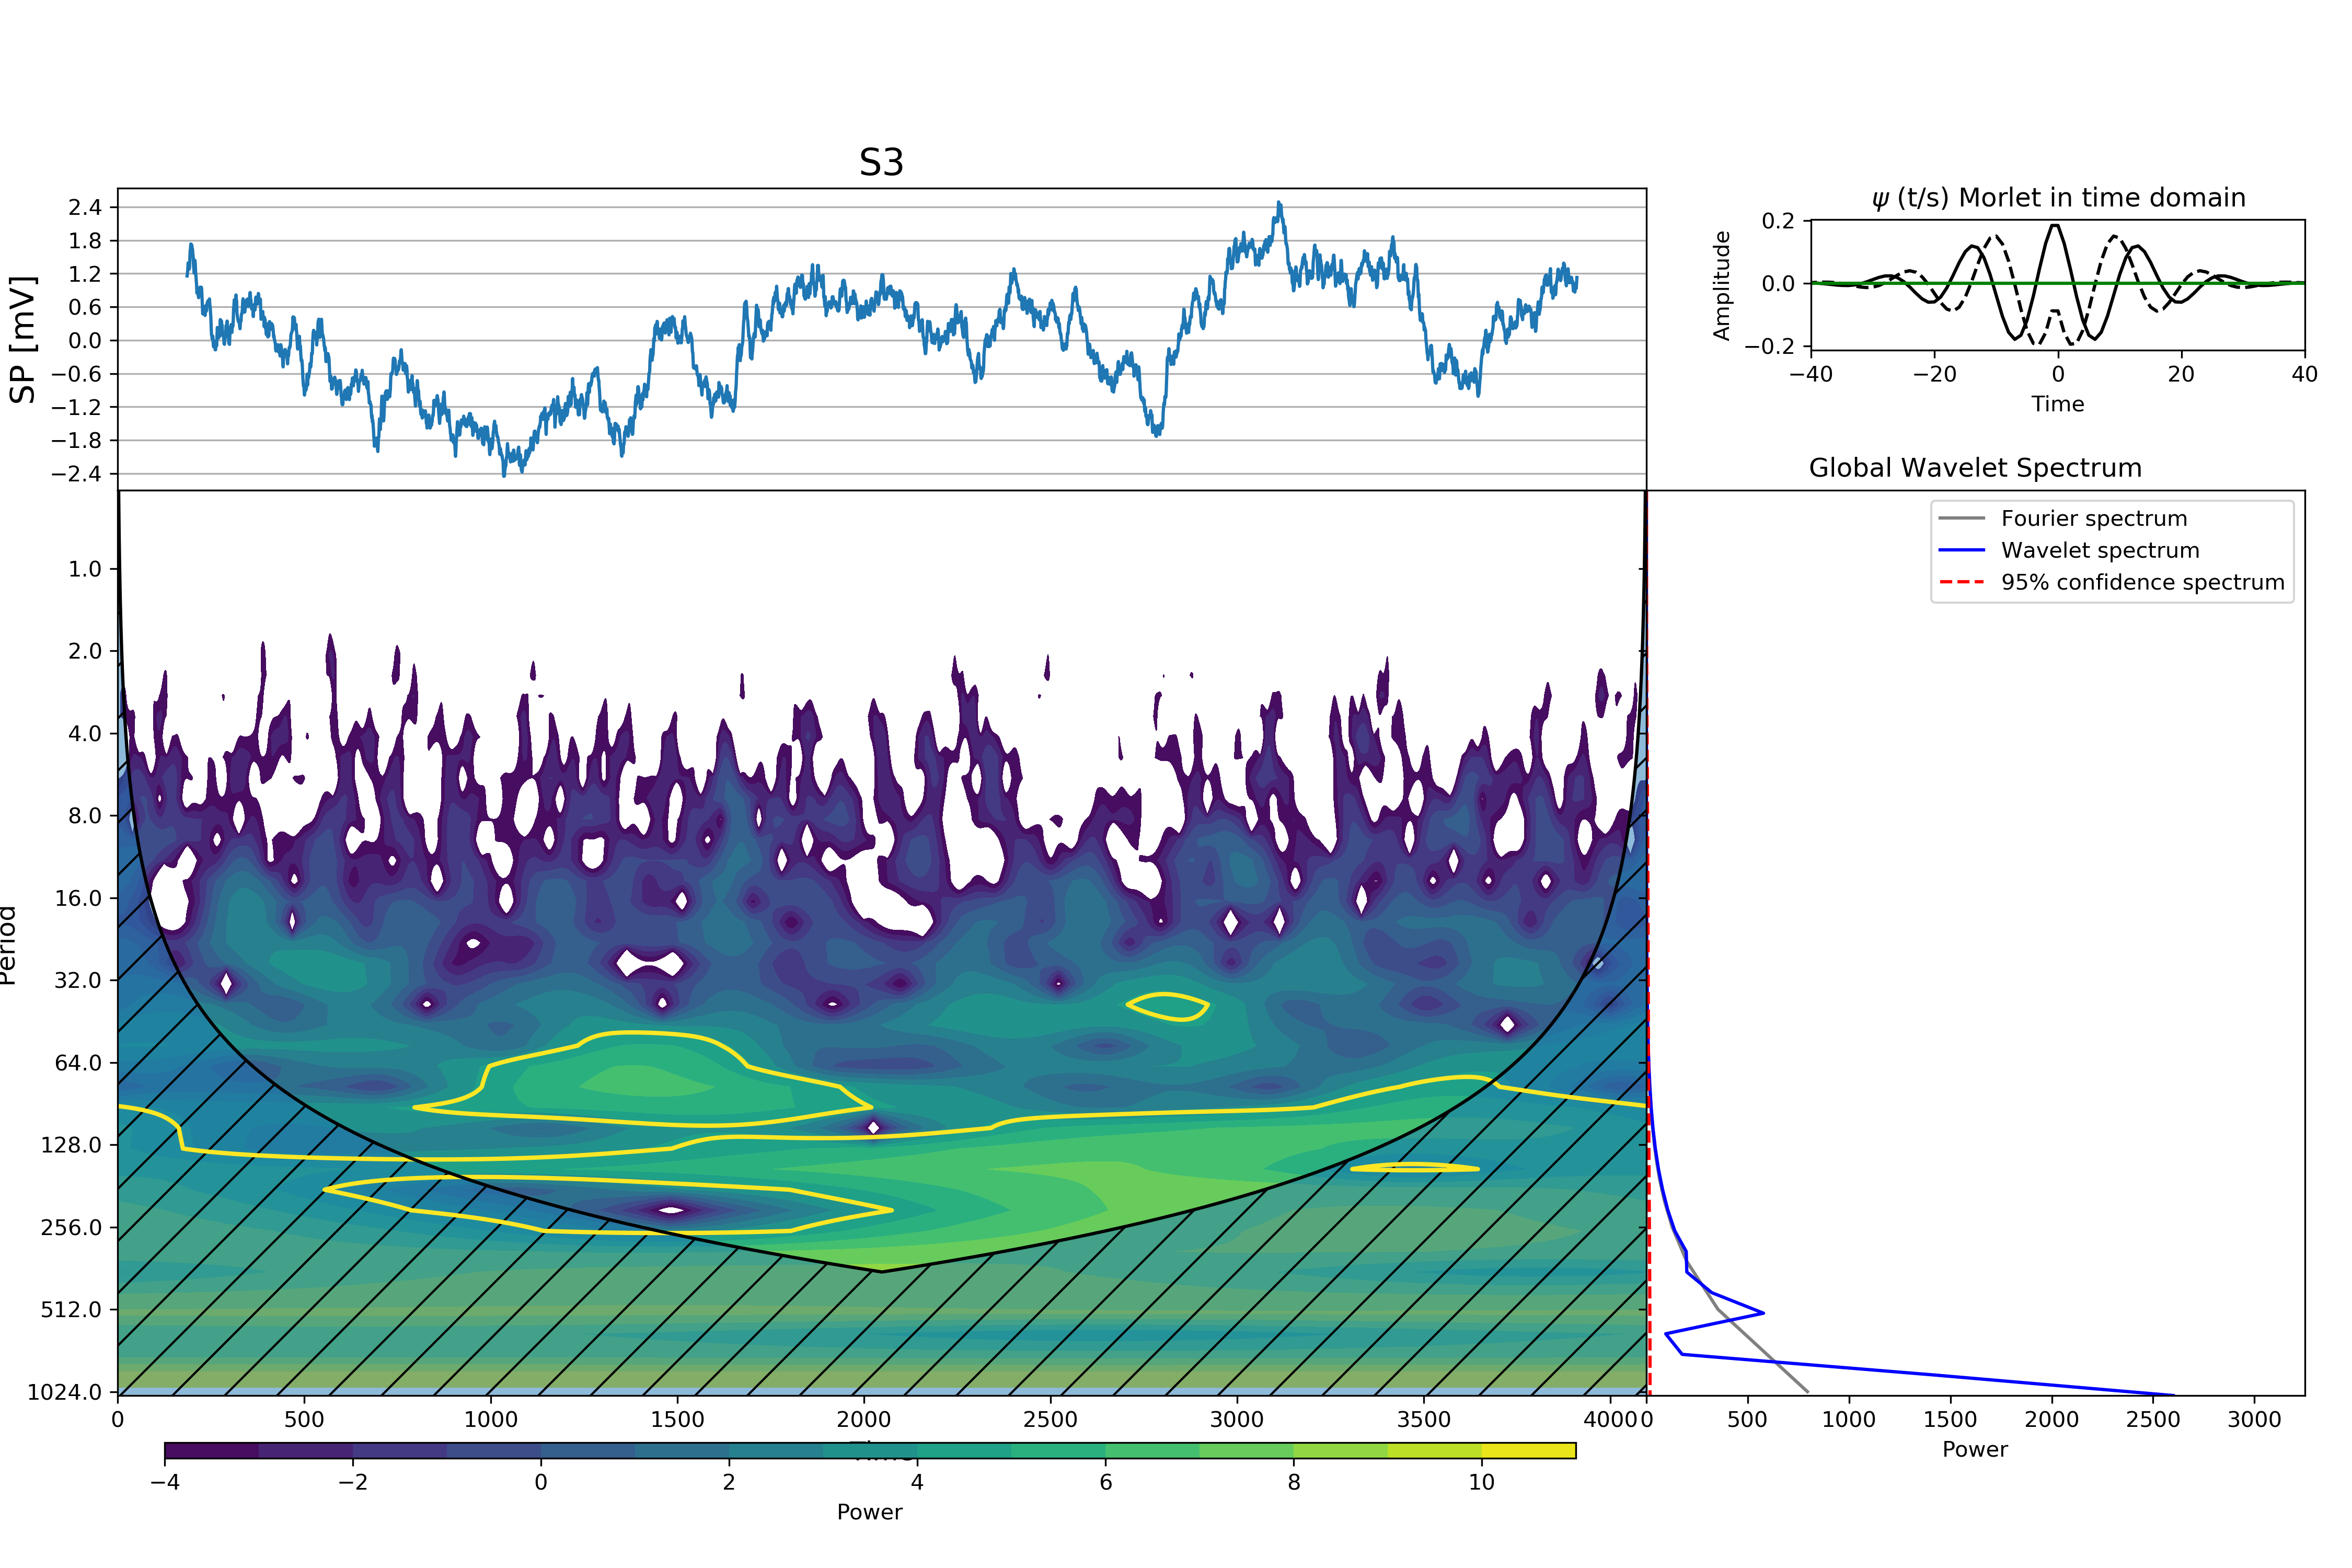 S3
2.4
1.8
1.2
0.6
0.0
−0.6
−1.2
−1.8
−2.4
SP [mV]
ψ (t/s) Morlet in time domain
0.2
0.0
−0.2
Amplitude
−40 −20 0 20 40
Time
Global Wavelet Spectrum
Fourier spectrum
Wavelet spectrum
95% confidence spectrum
1.0
2.0
4.0
8.0
16.0
32.0
64.0
128.0
256.0
512.0
1024.0
Period
0 500 1000 1500 2000 2500 3000 3500 4000
0 500 1000 1500 2000 2500 3000
Power
Time
−4 −2 0 2 4 6 8 10
Power